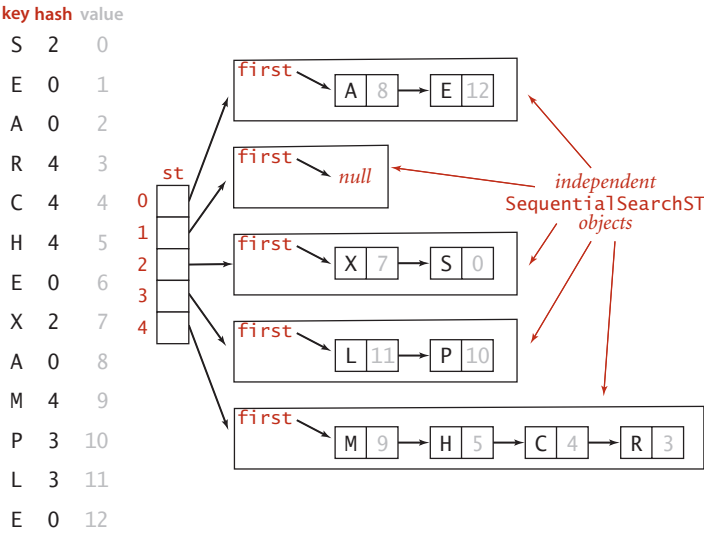 key hash value
S 2 0
E 0 1
A 0 2
R 4 3
C 4 4
H 4 5
E 0 6
X 2 7
A 0 8
M 4 9
P 3 10
L 3 11
E 0 12
st
0
1
2
3
4
first
A 8 E 12
first
null
first
X 7 S 0
first
L 11 P 10
first
M 9 H 5 C 4 R 3
independent
SequentialSearchST
objects